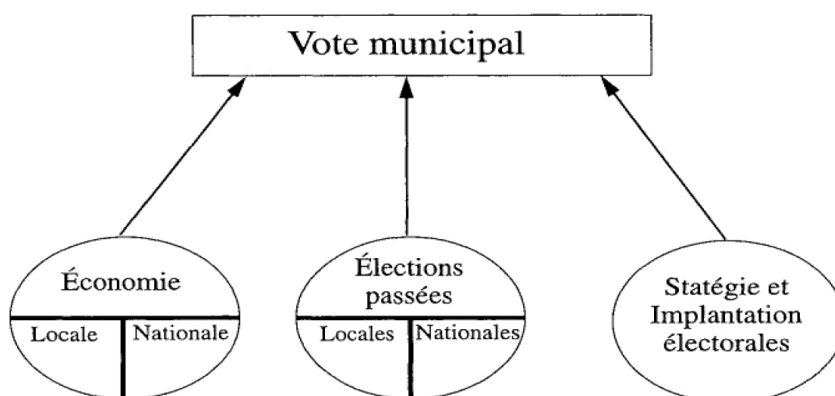 Vote municipal
Économie
Locale
Nationale
Élections
passées
Locales
Nationales
Statégie et
Implantation
électorales